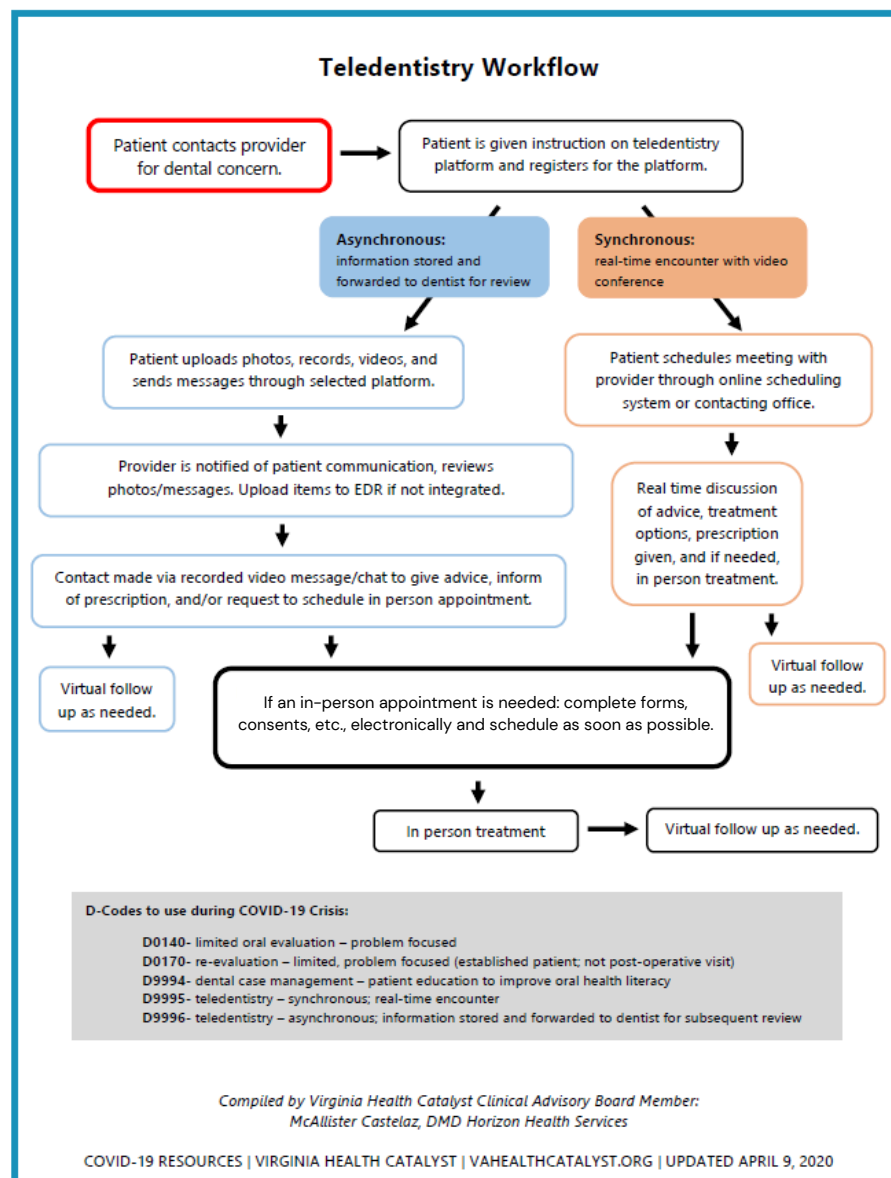 Teledentistry Workflow
Patient contacts provider
for dental concern.
Patient is given instruction on teledentistry
platform and registers for the platform.
Asynchronous:
information stored and
forwarded to dentist for review
Synchronous:
real-time encounter with video
conference
Patient uploads photos, records, videos, and
sends messages through selected platform.
Patient schedules meeting with
provider through online scheduling
system or contacting office.
Provider is notified of patient communication, reviews
photos/messages. Upload items to EDR if not integrated.
Real time discussion
of advice, treatment
options, prescription
given, and if needed,
in person treatment.
Contact made via recorded video message/chat to give advice, inform
of prescription, and/or request to schedule in person appointment.
Virtual follow
up as needed.
If an in-person appointment is needed: complete forms,
consents, etc., electronically and schedule as soon as possible.
Virtual follow
up as needed.
In person treatment
Virtual follow up as needed.
D-Codes to use during COVID-19 Crisis:
D0140- limited oral evaluation – problem focused
D0170- re-evaluation – limited, problem focused (established patient; not post-operative visit)
D9994- dental case management – patient education to improve oral health literacy
D9995- teledentistry – synchronous; real-time encounter
D9996- teledentistry – asynchronous; information stored and forwarded to dentist for subsequent review
Compiled by Virginia Health Catalyst Clinical Advisory Board Member:
McAllister Castelaz, DMD Horizon Health Services
COVID-19 RESOURCES | VIRGINIA HEALTH CATALYST | VAHEALTHCATALYST.ORG | UPDATED APRIL 9, 2020